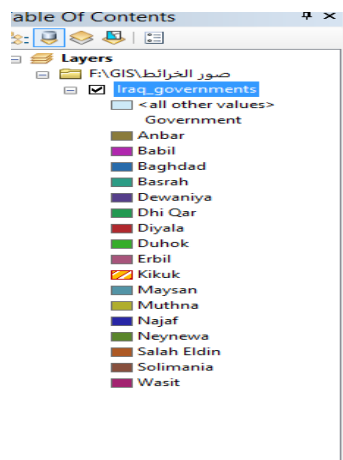 Table Of Contents
Layers
F:\GIS\صور الخرائط
Iraq_governments
<all other values>
Government
Anbar
Babil
Baghdad
Basrah
Dewaniya
Dhi Qar
Diyala
Duhok
Erbil
Kikuk
Maysan
Muthna
Najaf
Neynewa
Salah Eldin
Solimania
Wasit